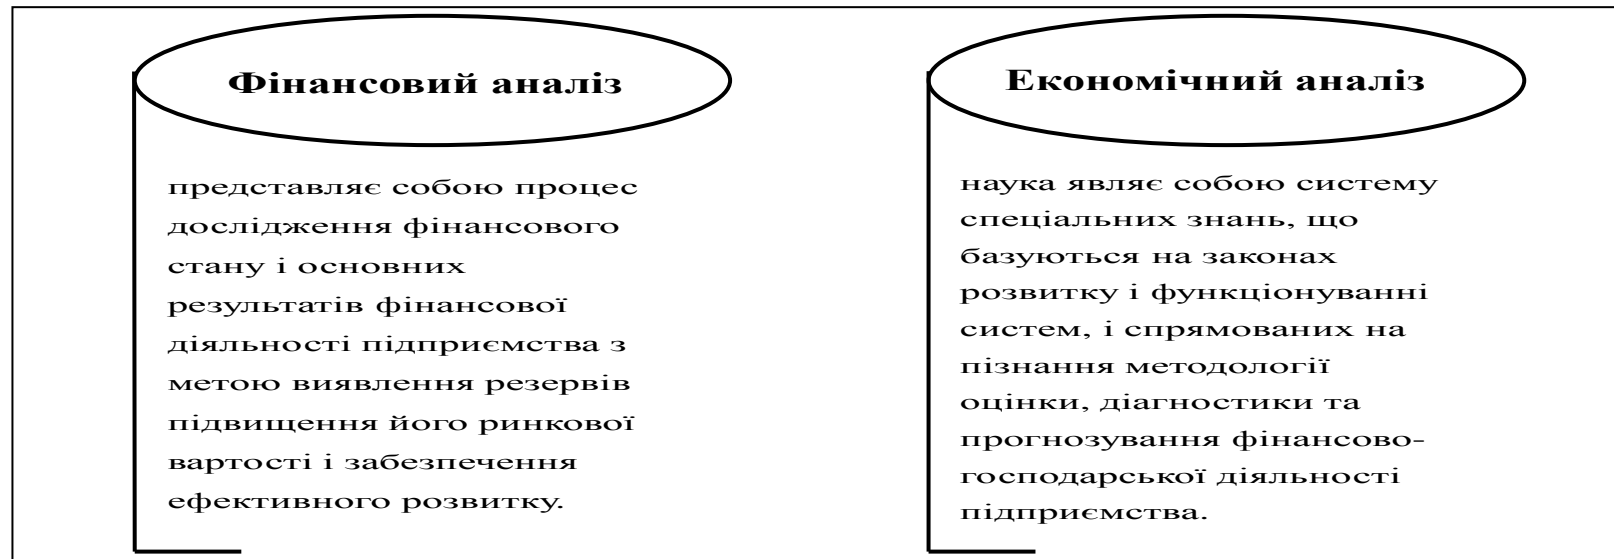 Фінансовий аналіз
представляє собою процес
дослідження фінансового
стану і основних
результатів фінансової
діяльності підприємства з
метою виявлення резервів
підвищення його ринкової
вартості і забезпечення
ефективного розвитку.
Економічний аналіз
наука являє собою систему
спеціальних знань, що
базуються на законах
розвитку і функціонуванні
систем, і спрямованих на
пізнання методології
оцінки, діагностики та
прогнозування фінансово-
господарської діяльності
підприємства.